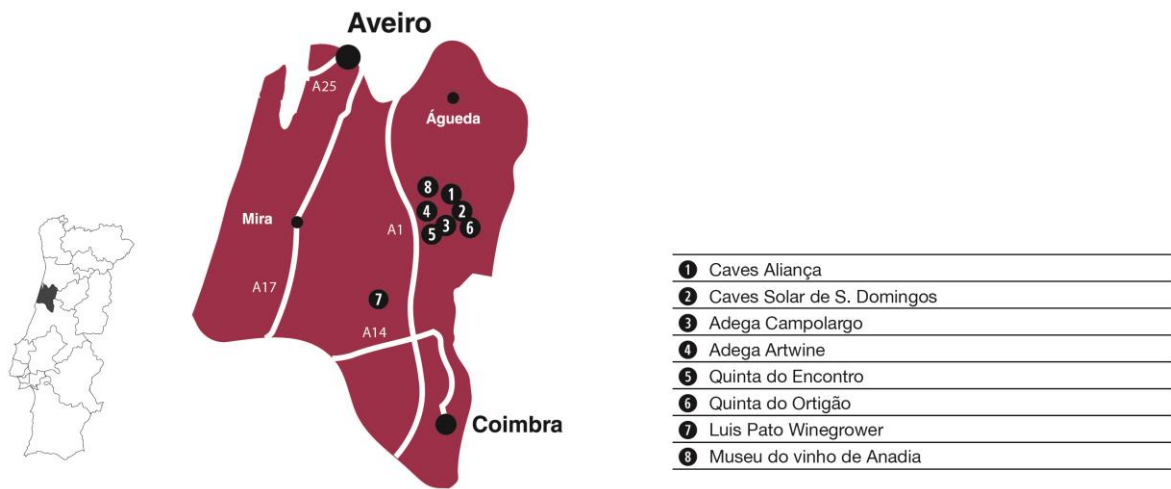 Aveiro
A25
Águeda
8
1
4
2
Mira
A1
3
6
5
A17
7
A14
Coimbra
1 Caves Aliança
2 Caves Solar de S. Domingos
3 Adega Campolargo
4 Adega Artwine
5 Quinta do Encontro
6 Quinta do Ortigão
7 Luis Pato Winegrower
8 Museu do vinho de Anadia